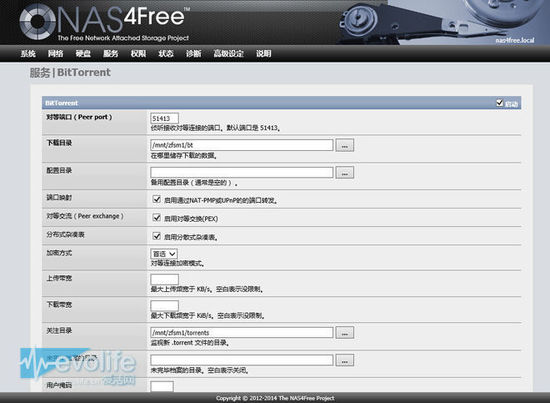 NAS4Free™
The Free Network Attached Storage Project
nas4free.local
系统 网络 硬盘 服务 权限 状态 诊断 高级设定 说明
服务|BitTorrent
BitTorrent 启动
对等端口（Peer port） 51413
侦听接收对等连接的端口。默认端口是 51413。
下载目录 /mnt/zfsm1/bt ...
在哪里储存下载的数据。
配置目录 ...
备用配置目录（通常是空的）。
端口映射 启用通过NAT-PMP或UPnP的的端口转发。
对等交流（Peer exchange） 启用对等交换(PEX)
分布式杂凑表 启用分散式杂凑表。
加密方式 首选
对等连接加密模式。
上传带宽
最大上传频宽于 KB/s。空白表示没限制。
下载带宽
最大下载频宽于 KiB/s。空白表示没限制。
关注目录 /mnt/zfsm1/torrents ...
监视新 .torrent 文件的目录。
未完毕档案的目录 ...
未完毕档案的目录。空白表示关闭。
evolife
爱活网
用户掩码
Copyright © 2012-2014 The NAS4Free Project